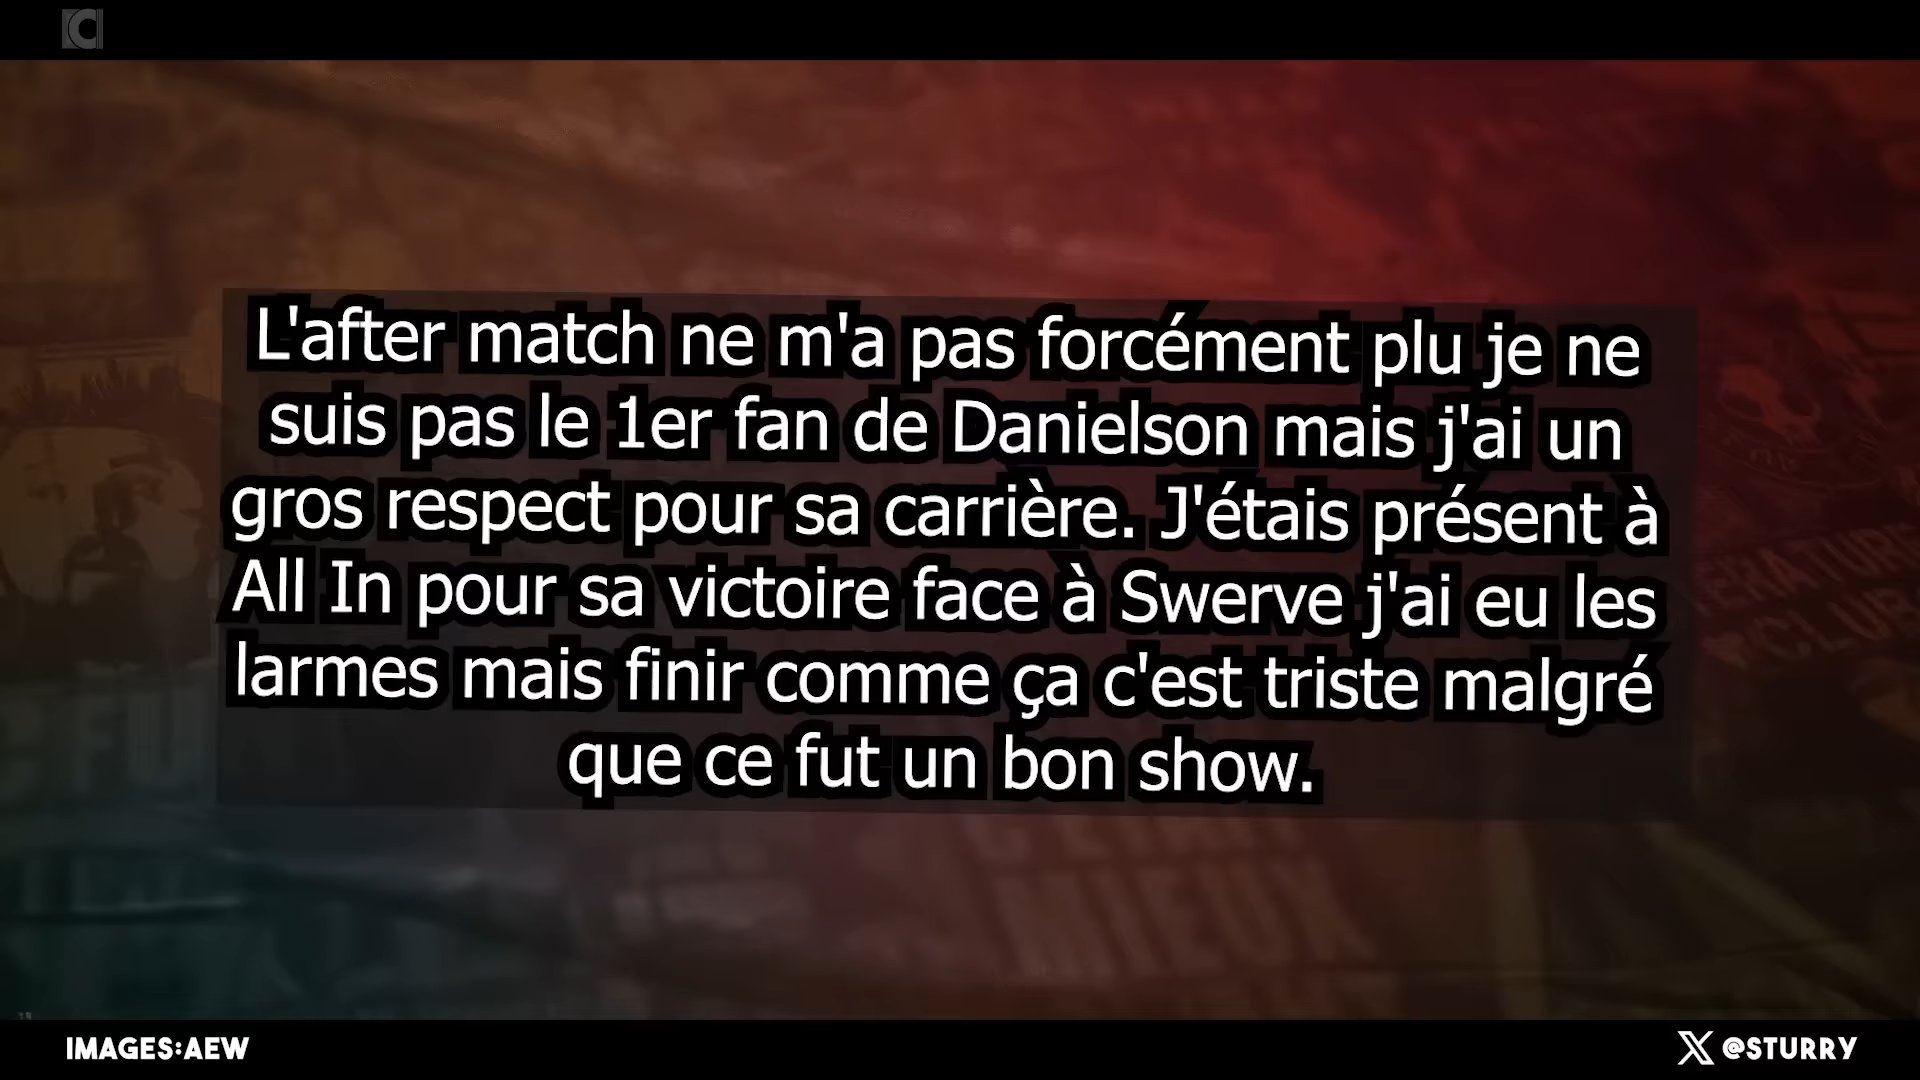 L'after match ne m'a pas forcément plu je ne
suis pas le 1er fan de Danielson mais j'ai un
gros respect pour sa carrière. J'étais présent à
All In pour sa victoire face à Swerve j'ai eu les
larmes mais finir comme ça c'est triste malgré
que ce fut un bon show.
MIEUX
IMAGES:AEW
X @STURRY